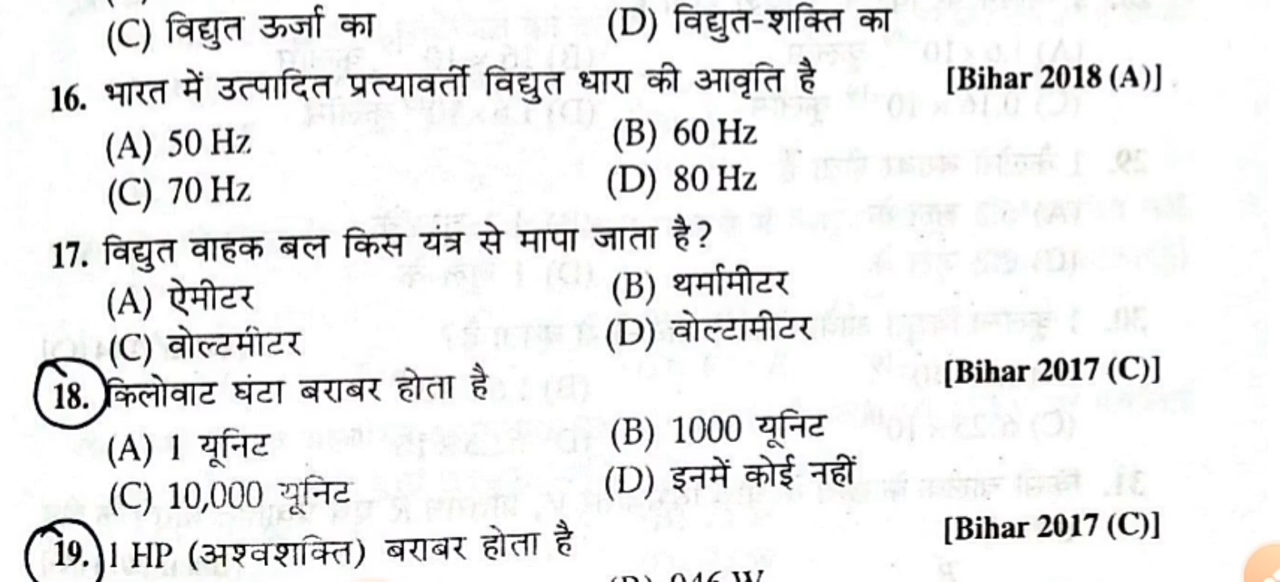 (C) विद्युत ऊर्जा का (D) विद्युत-शक्ति का
16. भारत में उत्पादित प्रत्यावर्ती विद्युत धारा की आवृति है [Bihar 2018 (A)]
(A) 50 Hz (B) 60 Hz
(C) 70 Hz (D) 80 Hz
17. विद्युत वाहक बल किस यंत्र से मापा जाता है?
(A) ऐमीटर (B) थर्मामीटर
(C) वोल्टमीटर (D) वोल्टामीटर
18. किलोवाट घंटा बराबर होता है [Bihar 2017 (C)]
(A) 1 यूनिट (B) 1000 यूनिट
(C) 10,000 यूनिट (D) इनमें कोई नहीं
19. 1 HP (अश्वशक्ति) बराबर होता है [Bihar 2017 (C)]